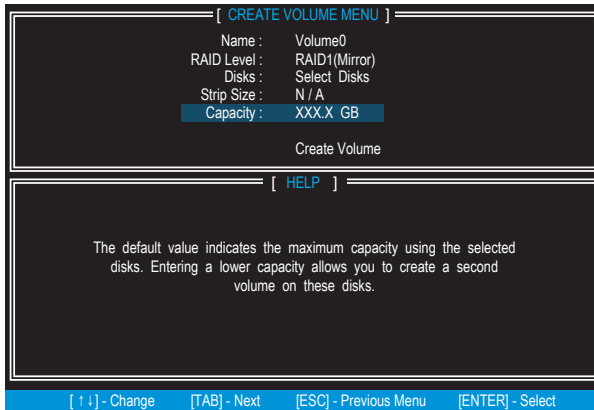 [ CREATE VOLUME MENU ]
Name : Volume0
RAID Level : RAID1(Mirror)
Disks : Select Disks
Strip Size : N / A
Capacity : XXX.X GB
Create Volume
[ HELP ]
The default value indicates the maximum capacity using the selected
disks. Entering a lower capacity allows you to create a second
volume on these disks.
[ ↑↓] - Change [TAB] - Next [ESC] - Previous Menu [ENTER] - Select